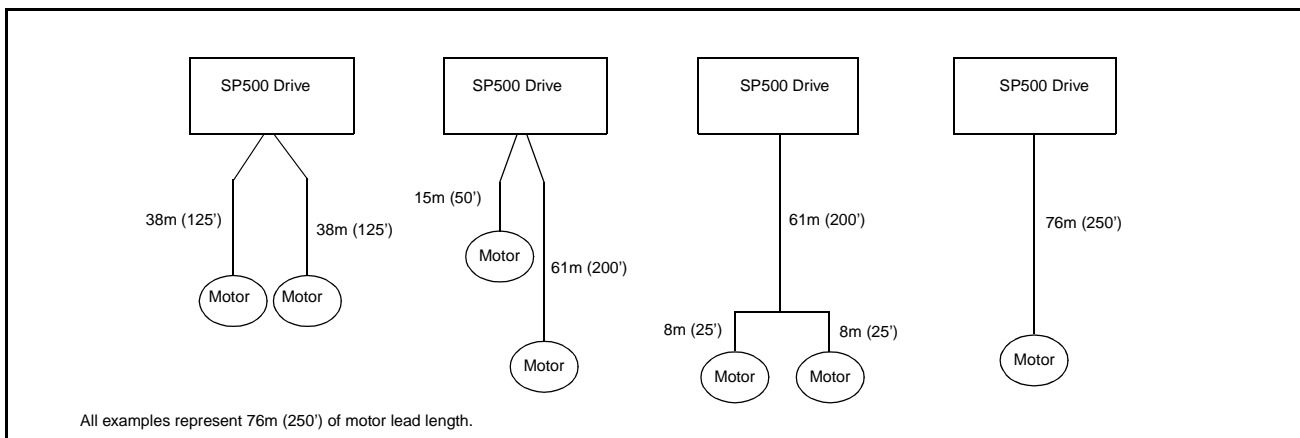 SP500 Drive
SP500 Drive
SP500 Drive
SP500 Drive
38m (125’)
38m (125’)
Motor
Motor
15m (50’)
Motor
61m (200’)
Motor
61m (200’)
8m (25’)
8m (25’)
Motor
Motor
76m (250’)
Motor
All examples represent 76m (250’) of motor lead length.